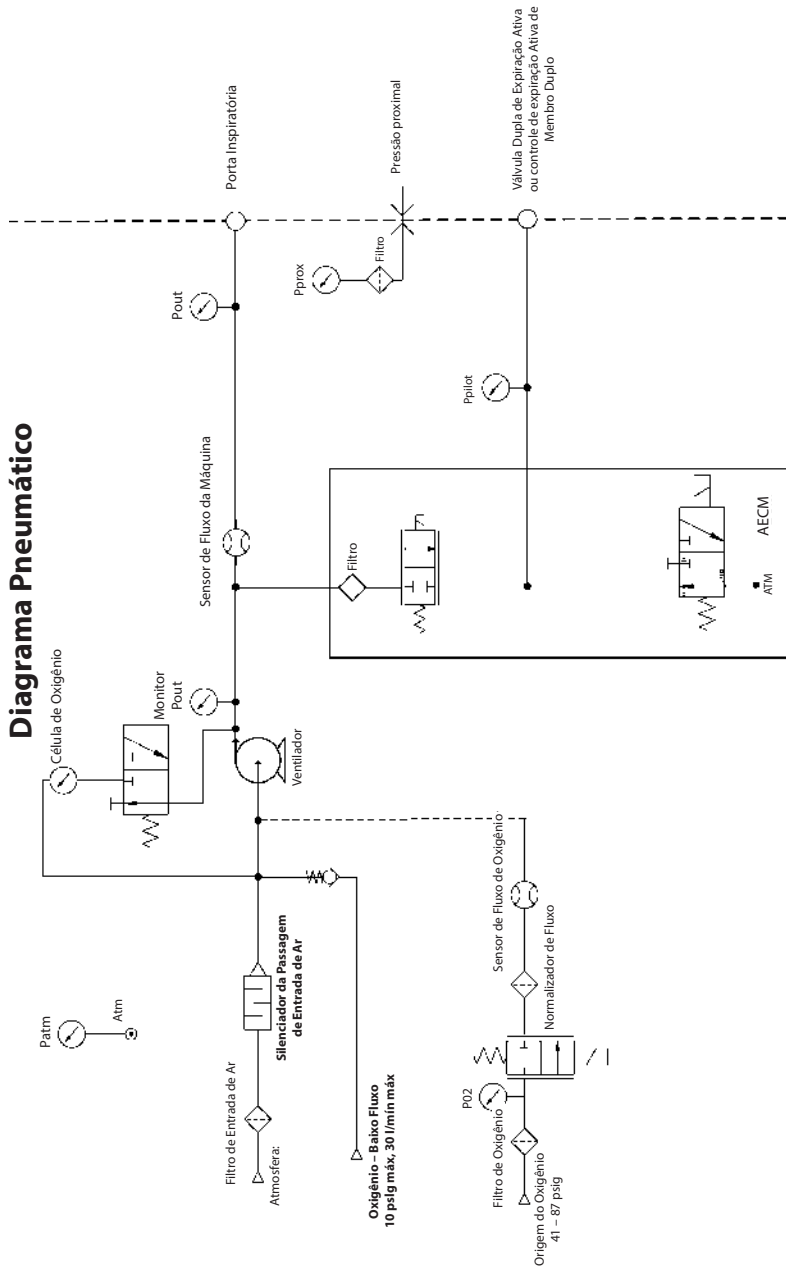 Diagrama Pneumático
Célula de Oxigênio
Monitor
Pout
Patm
Atm
Filtro de Entrada de Ar
Atmosfera:
Silenciador da Passagem
de Entrada de Ar
Ventilador
Sensor de Fluxo da Máquina
Pout
Porta Inspiratória
Oxigênio – Baixo Fluxo
10 pslg máx, 30 l/mín máx
Pprox
Filtro
Pressão proximal
Filtro
Ppilot
Válvula Dupla de Expiração Ativa
ou controle de expiração Ativa de
Membro Duplo
AECM
ATM
P02
Filtro de Oxigênio
Origem do Oxigênio
41 – 87 psig
Normalizador de Fluxo
Sensor de Fluxo de Oxigênio